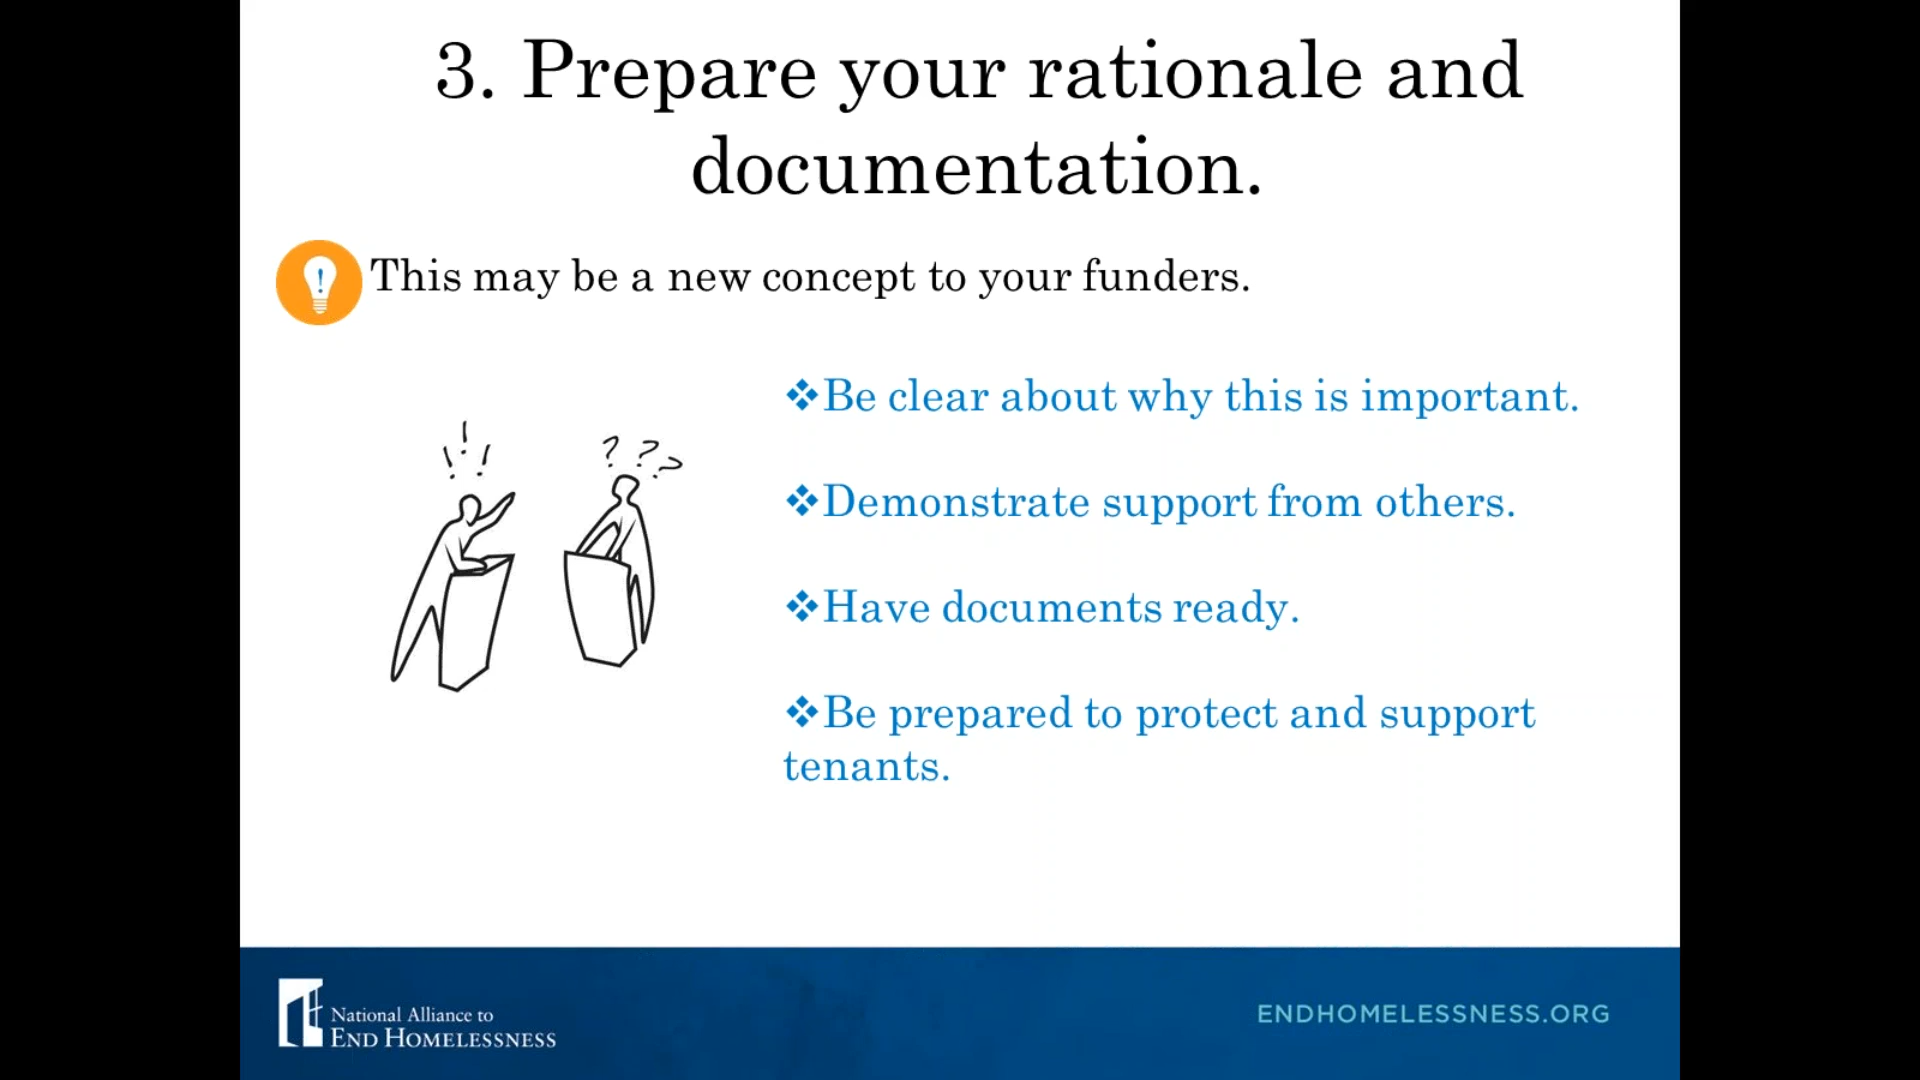 3. Prepare your rationale and
documentation.
This may be a new concept to your funders.
❖Be clear about why this is important.
❖Demonstrate support from others.
❖Have documents ready.
❖Be prepared to protect and support
tenants.
! ! !
? ? ?
National Alliance to
END HOMELESSNESS
ENDHOMELESSNESS.ORG